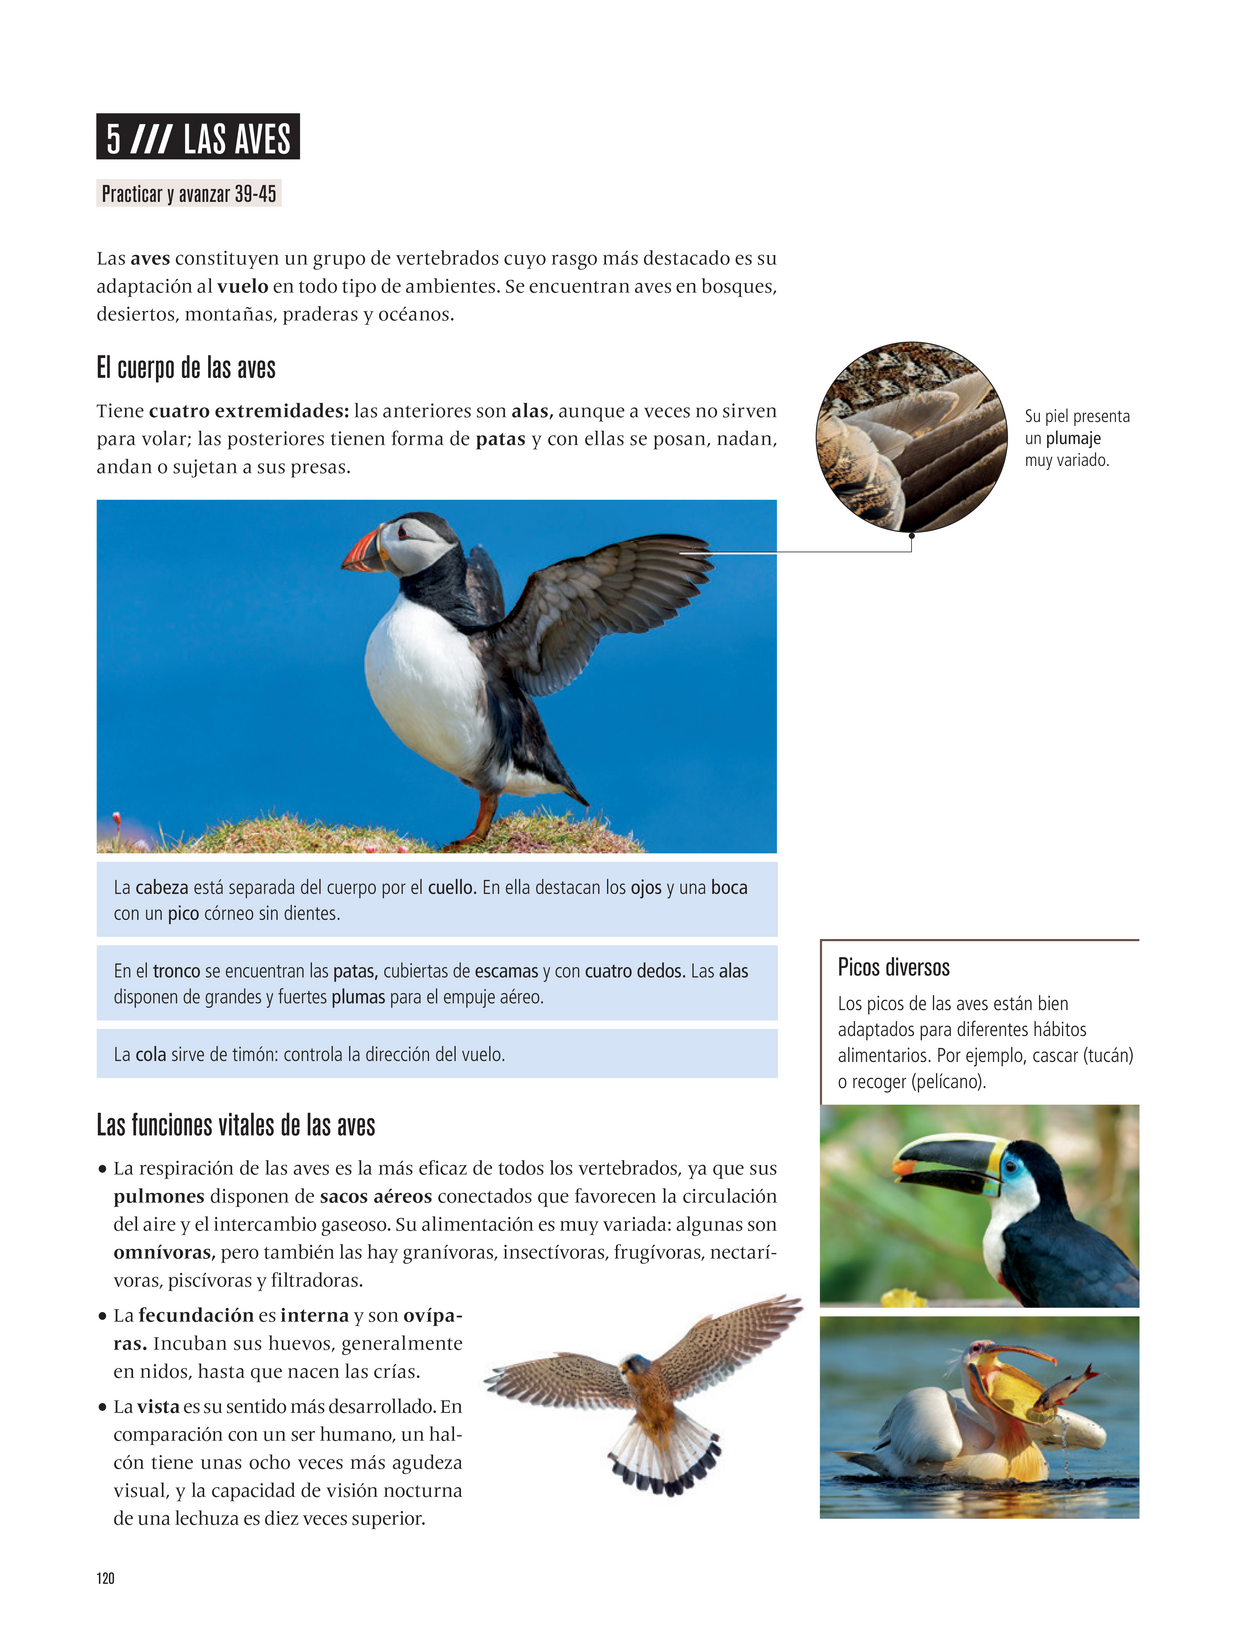 5 /// LAS AVES
Practicar y avanzar 39-45
Las aves constituyen un grupo de vertebrados cuyo rasgo más destacado es su
adaptación al vuelo en todo tipo de ambientes. Se encuentran aves en bosques,
desiertos, montañas, praderas y océanos.
El cuerpo de las aves
Tiene cuatro extremidades: las anteriores son alas, aunque a veces no sirven
para volar; las posteriores tienen forma de patas y con ellas se posan, nadan,
andan o sujetan a sus presas.
Su piel presenta
un plumaje
muy variado.
La cabeza está separada del cuerpo por el cuello. En ella destacan los ojos y una boca
con un pico córneo sin dientes.
En el tronco se encuentran las patas, cubiertas de escamas y con cuatro dedos. Las alas
disponen de grandes y fuertes plumas para el empuje aéreo.
La cola sirve de timón: controla la dirección del vuelo.
Picos diversos
Los picos de las aves están bien
adaptados para diferentes hábitos
alimentarios. Por ejemplo, cascar (tucán)
o recoger (pelícano).
Las funciones vitales de las aves
• La respiración de las aves es la más eficaz de todos los vertebrados, ya que sus
pulmones disponen de sacos aéreos conectados que favorecen la circulación
del aire y el intercambio gaseoso. Su alimentación es muy variada: algunas son
omnívoras, pero también las hay granívoras, insectívoras, frugívoras, nectarí-
voras, piscívoras y filtradoras.
• La fecundación es interna y son ovípa-
ras. Incuban sus huevos, generalmente
en nidos, hasta que nacen las crías.
• La vista es su sentido más desarrollado. En
comparación con un ser humano, un hal-
cón tiene unas ocho veces más agudeza
visual, y la capacidad de visión nocturna
de una lechuza es diez veces superior.
120